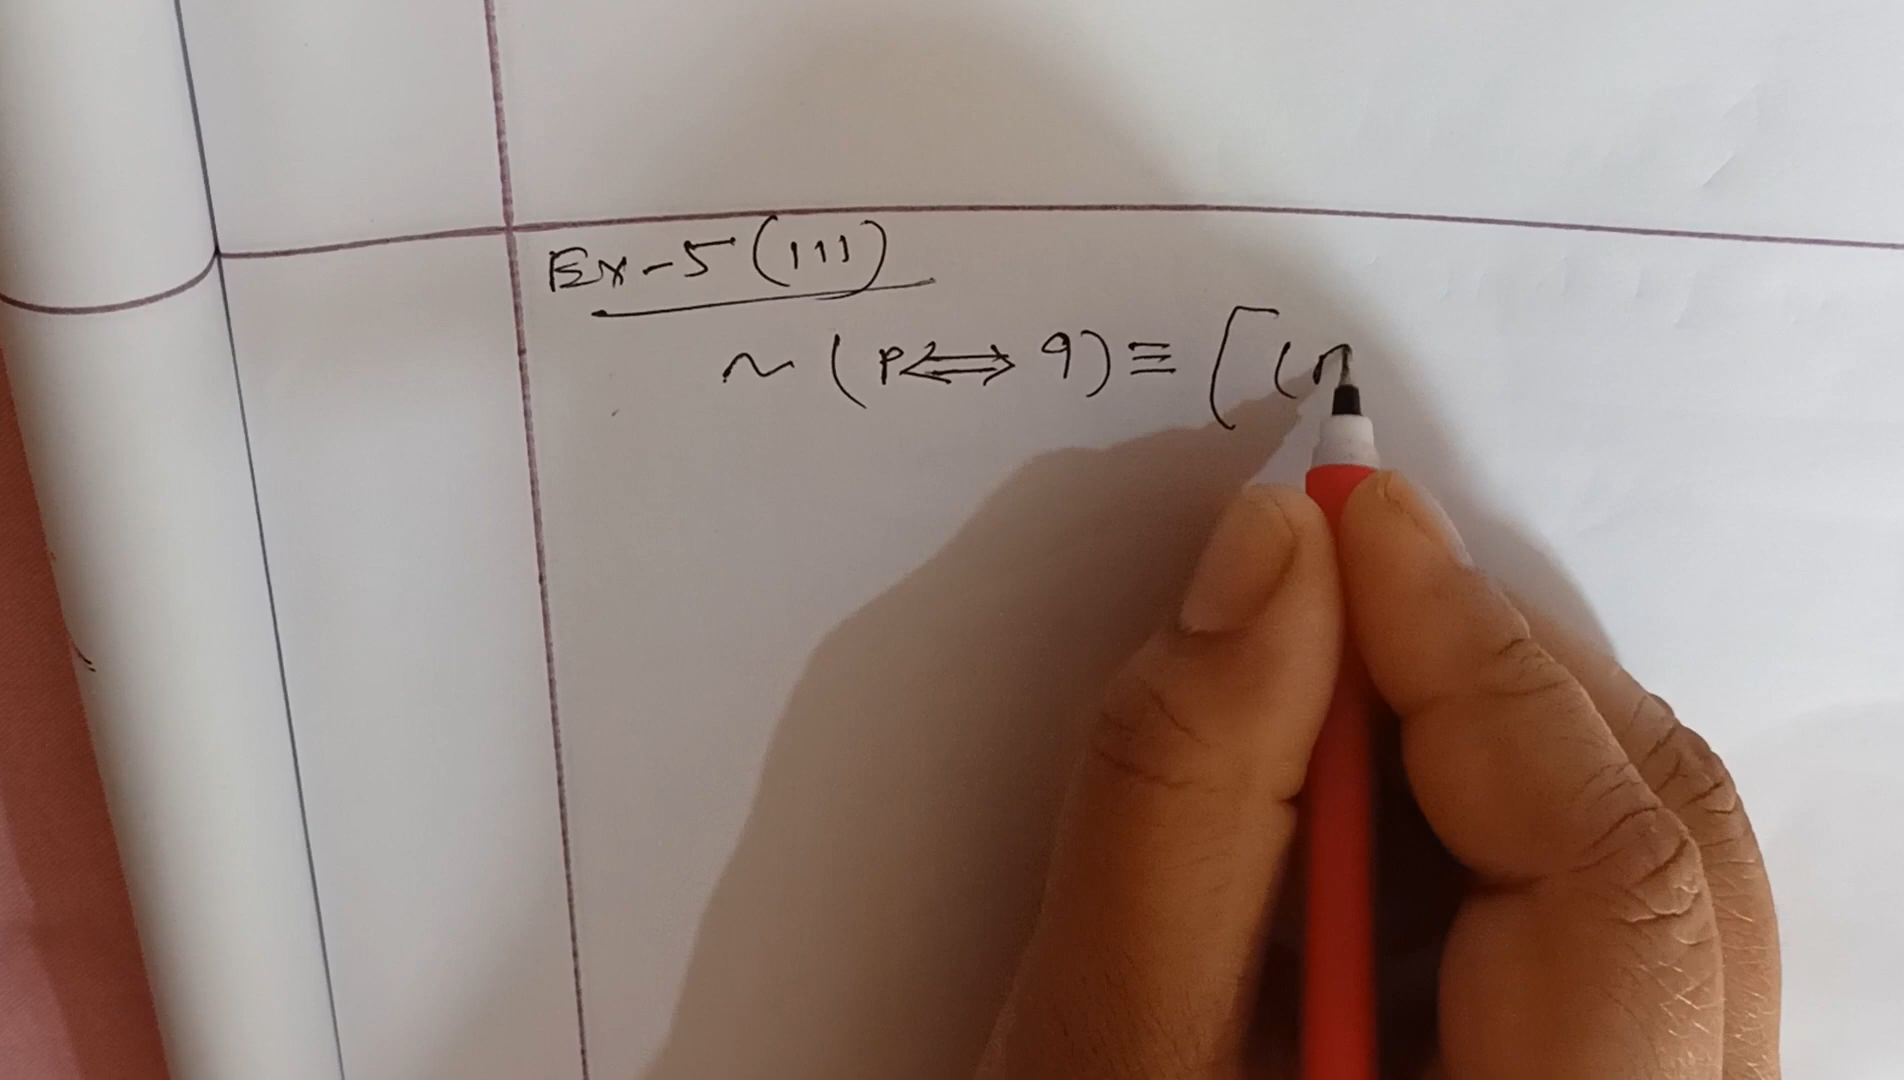 Ex-5 (iii)
~ (p ⟺ q) ≡ [ (